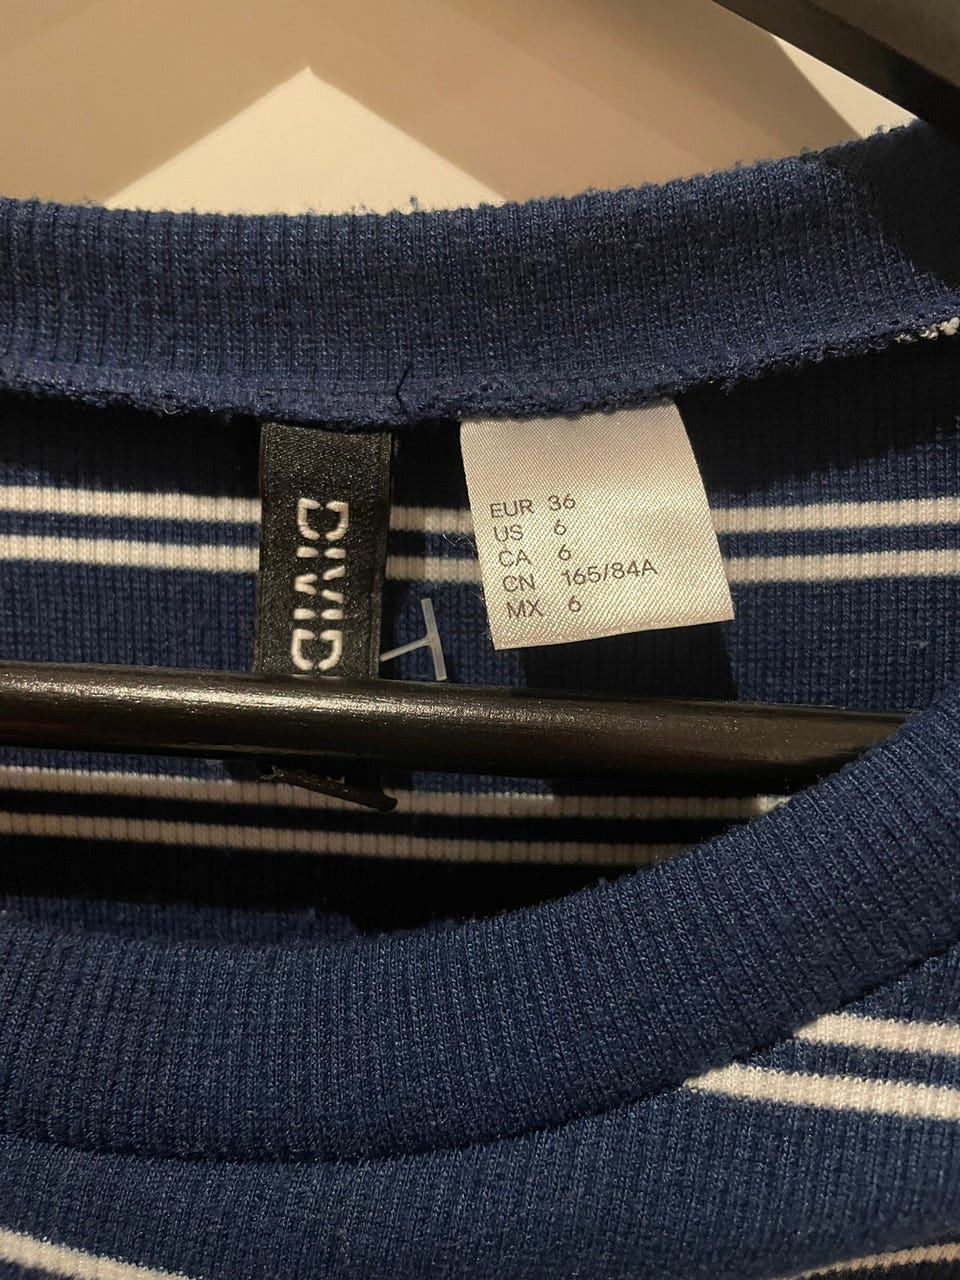 DIVID
EUR 36
US 6
CA 6
CN 165/84A
MX 6